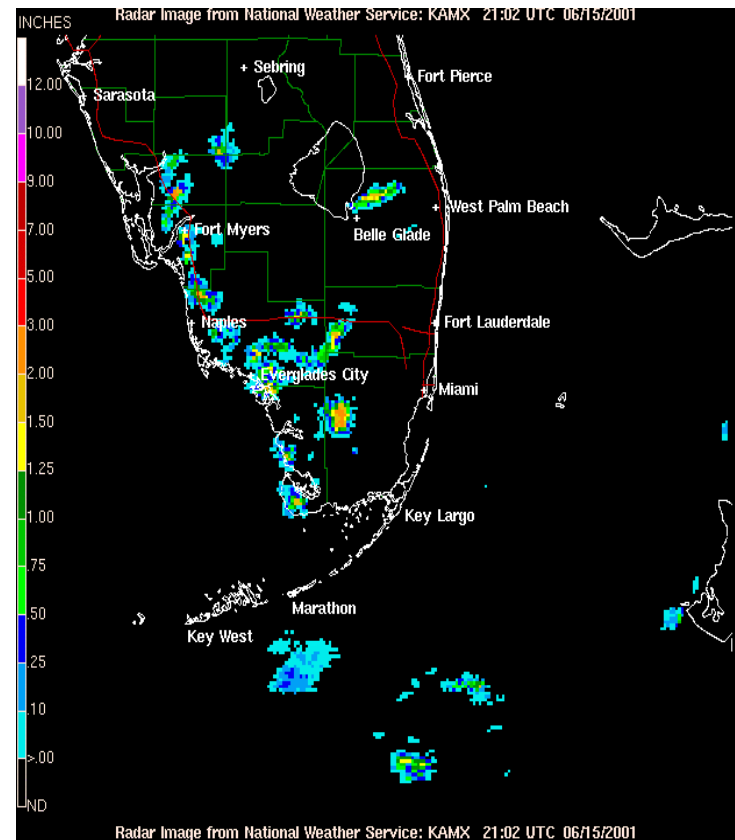 Radar Image from National Weather Service: KAMX 21:02 UTC 06/15/2001
INCHES
12.00
10.00
9.00
7.00
5.00
3.00
2.00
1.50
1.25
1.00
.75
.50
.25
.10
>.00
ND
Sebring
Fort Pierce
Sarasota
West Palm Beach
Fort Myers
Belle Glade
Naples
Fort Lauderdale
Everglades City
Miami
Key Largo
Marathon
Key West
Radar Image from National Weather Service: KAMX 21:02 UTC 06/15/2001